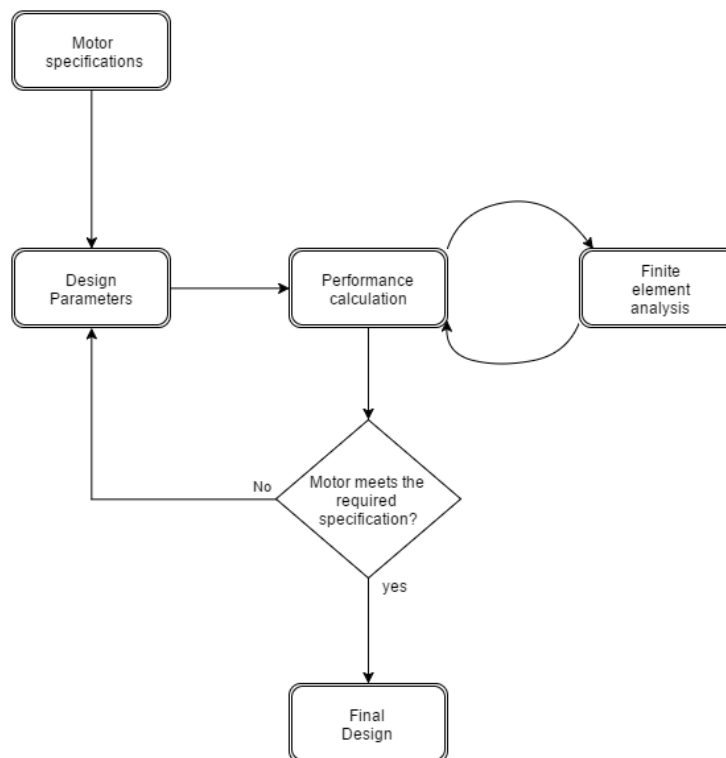 Motor
specifications
Design
Parameters
Performance
calculation
Finite
element
analysis
No
Motor meets the
required
specification?
yes
Final
Design